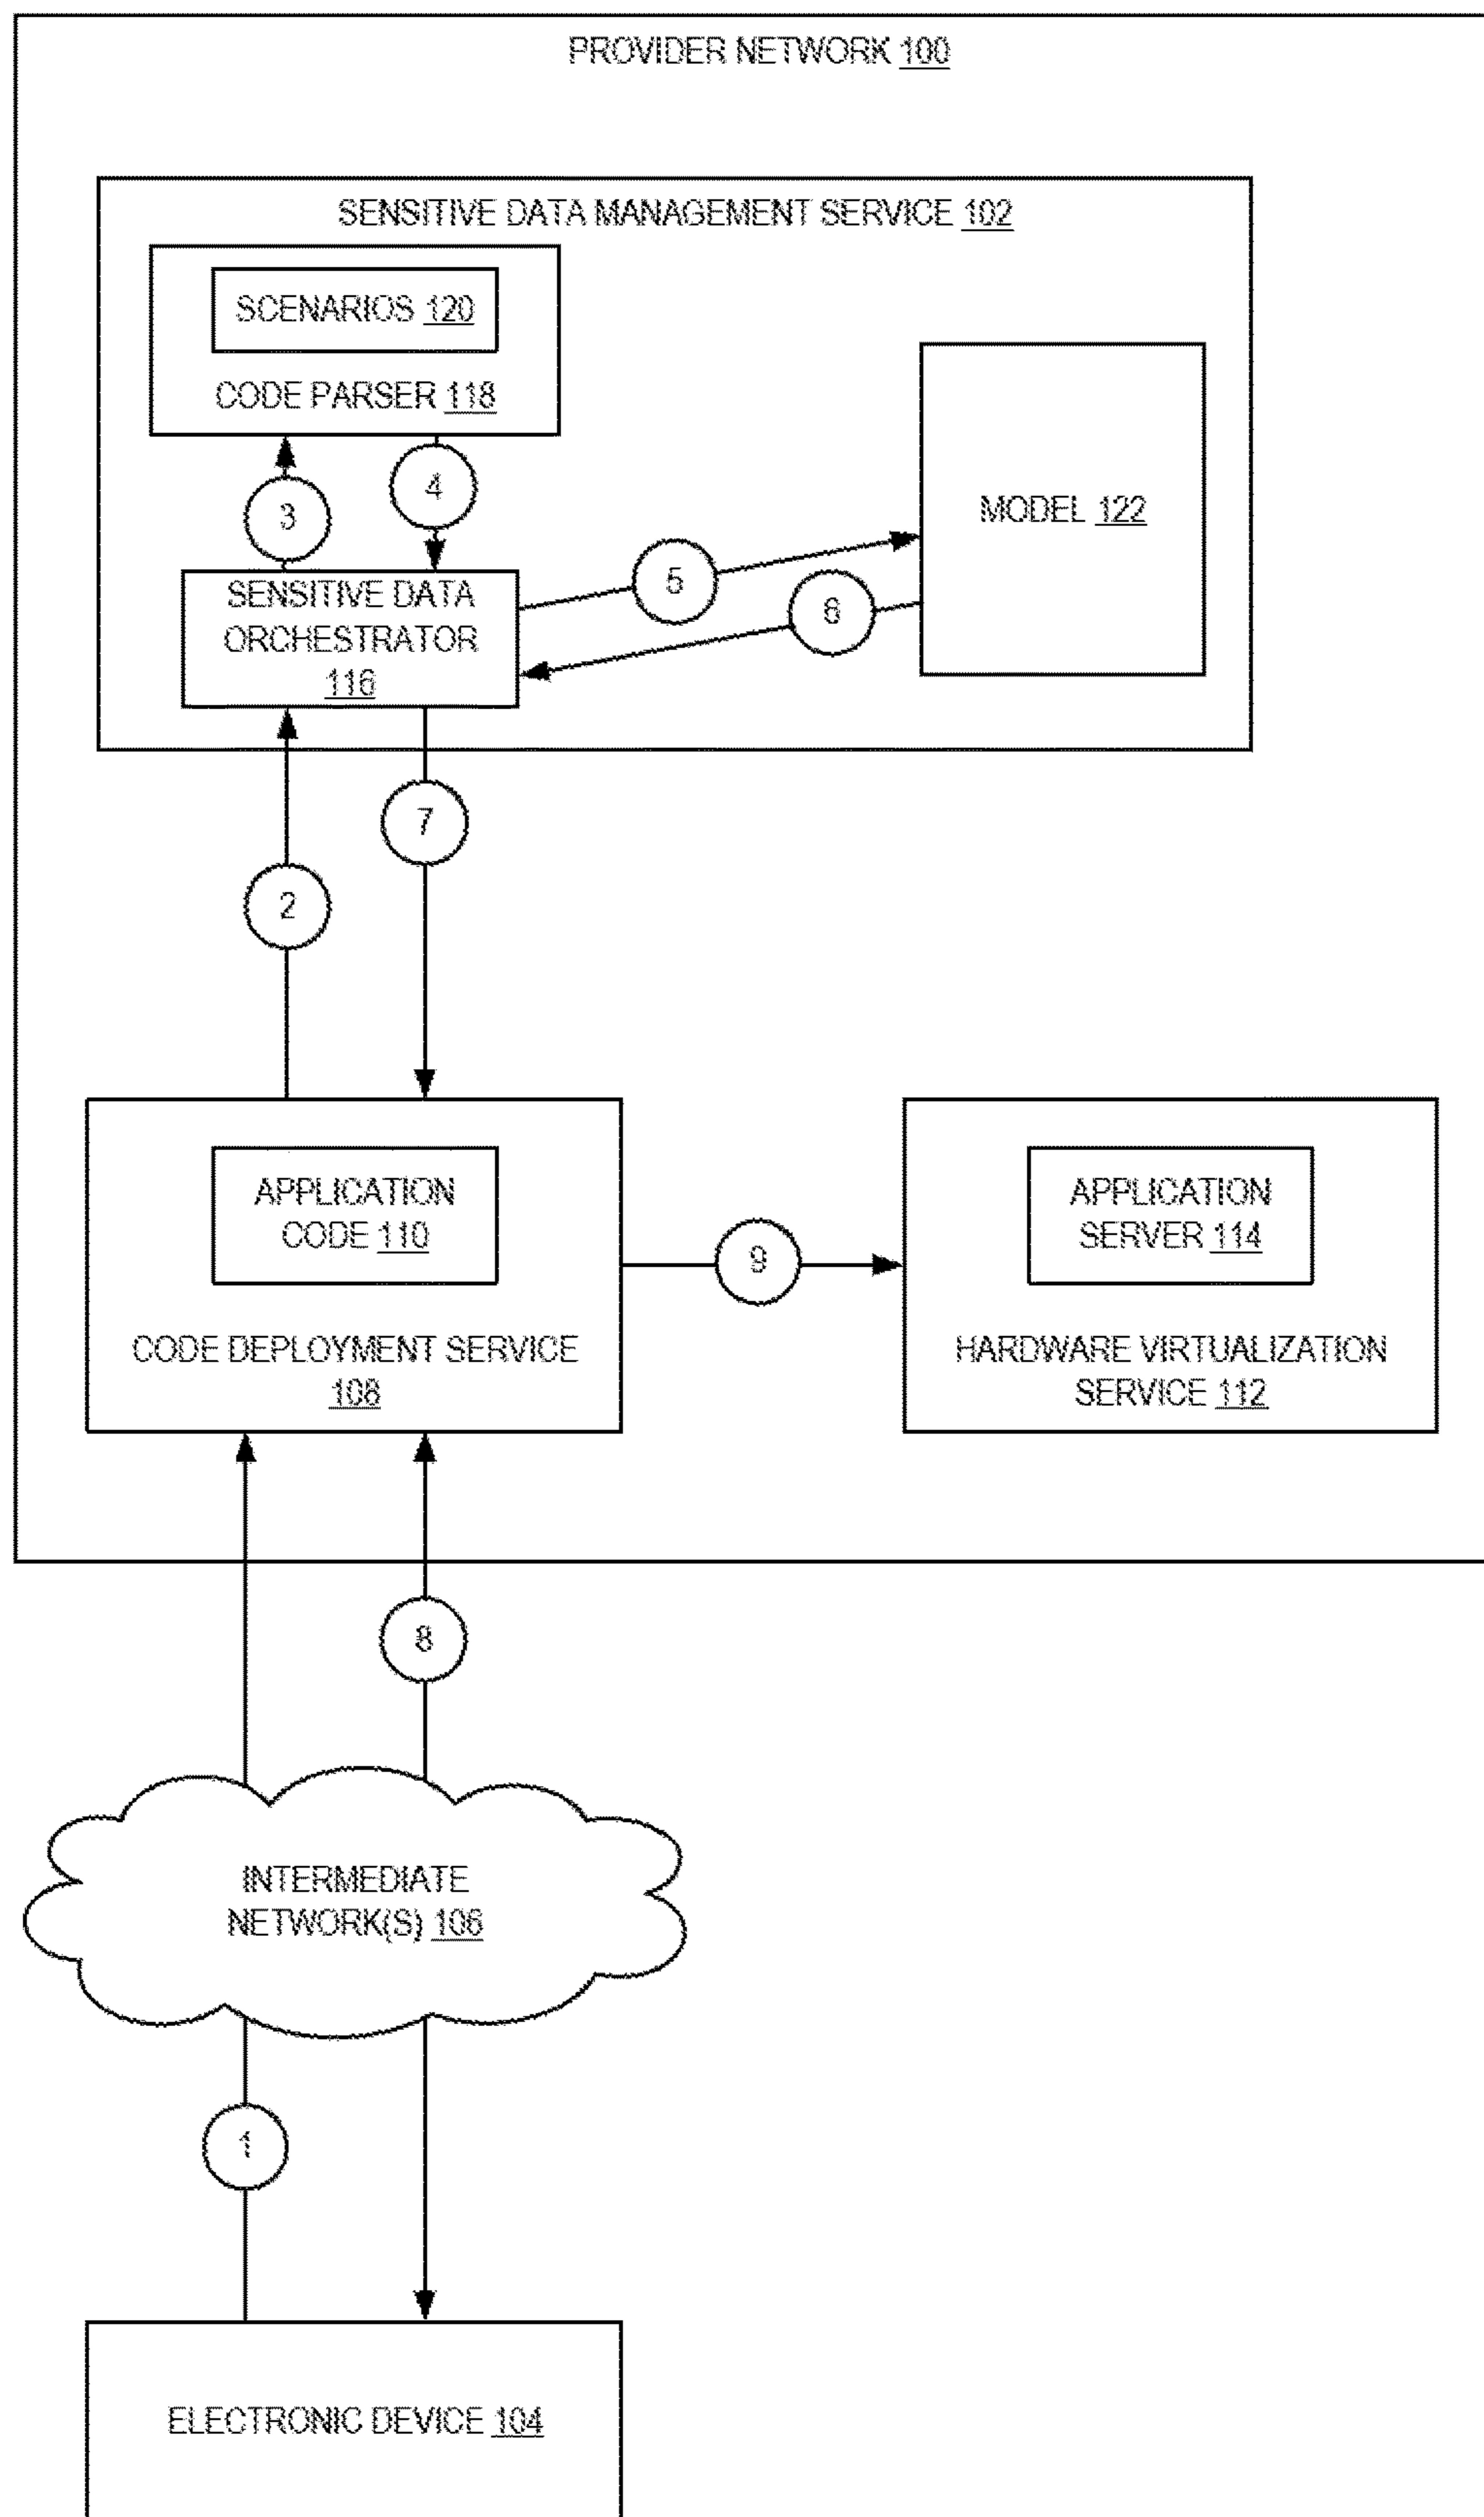 PROVIDER NETWORK 100
SENSITIVE DATA MANAGEMENT SERVICE 102
SCENARIOS 120
CODE PARSER 118
3
4
MODEL 122
5
6
SENSITIVE DATA
ORCHESTRATOR
116
7
2
APPLICATION
CODE 110
CODE DEPLOYMENT SERVICE
108
9
APPLICATION
SERVER 114
HARDWARE VIRTUALIZATION
SERVICE 112
8
INTERMEDIATE
NETWORK(S) 106
1
ELECTRONIC DEVICE 104